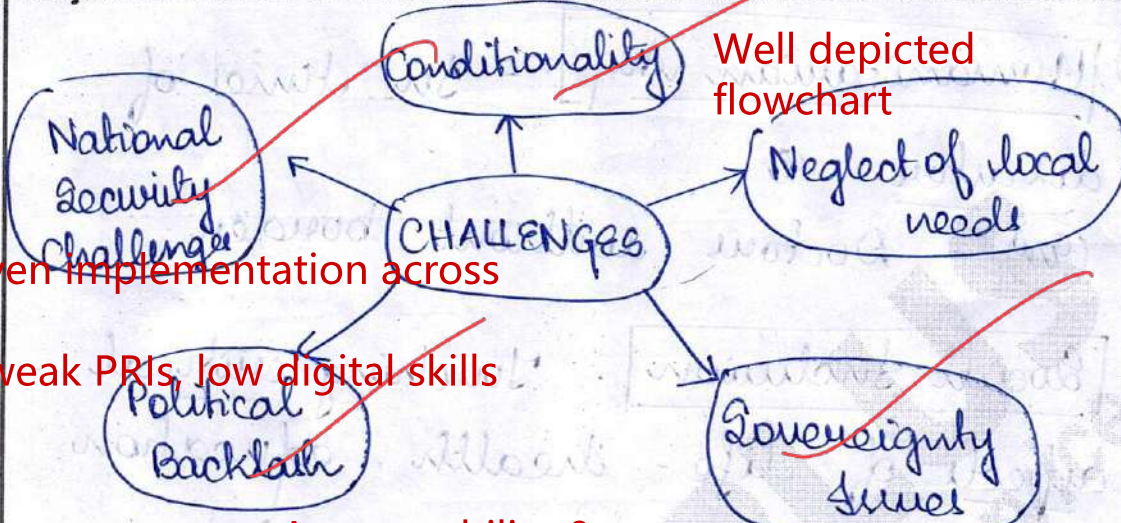 Conditionality
Well depicted
flowchart
National
Security
Challenges
Neglect of local
needs
CHALLENGES
ven implementation across
weak PRIs, low digital skills
Political
Backlash
Sovereignty
Issues